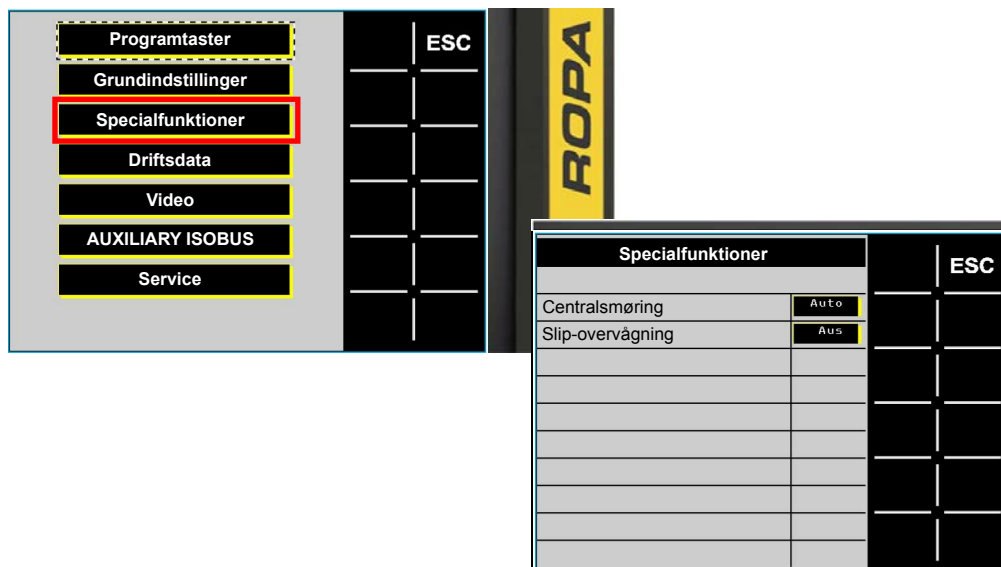 Programtaster
ESC
Grundindstillinger
Specialfunktioner
Driftsdata
Video
AUXILIARY ISOBUS
Service
ROPA
Specialfunktioner
ESC
Centralsmøring
Auto
Slip-overvågning
Aus